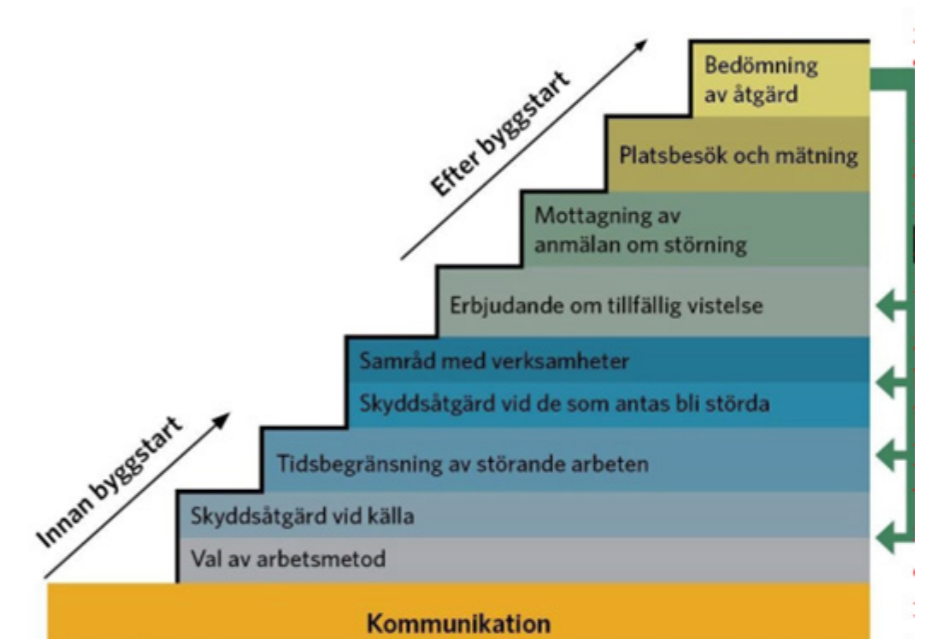 Bedömning
av åtgärd
Efter byggstart
Platsbesök och mätning
Mottagning av
anmälan om störning
Erbjudande om tillfällig vistelse
Samråd med verksamheter
Skyddsåtgärd vid de som antas bli störda
Innan byggstart
Tidsbegränsning av störande arbeten
Skyddsåtgärd vid källa
Val av arbetsmetod
Kommunikation